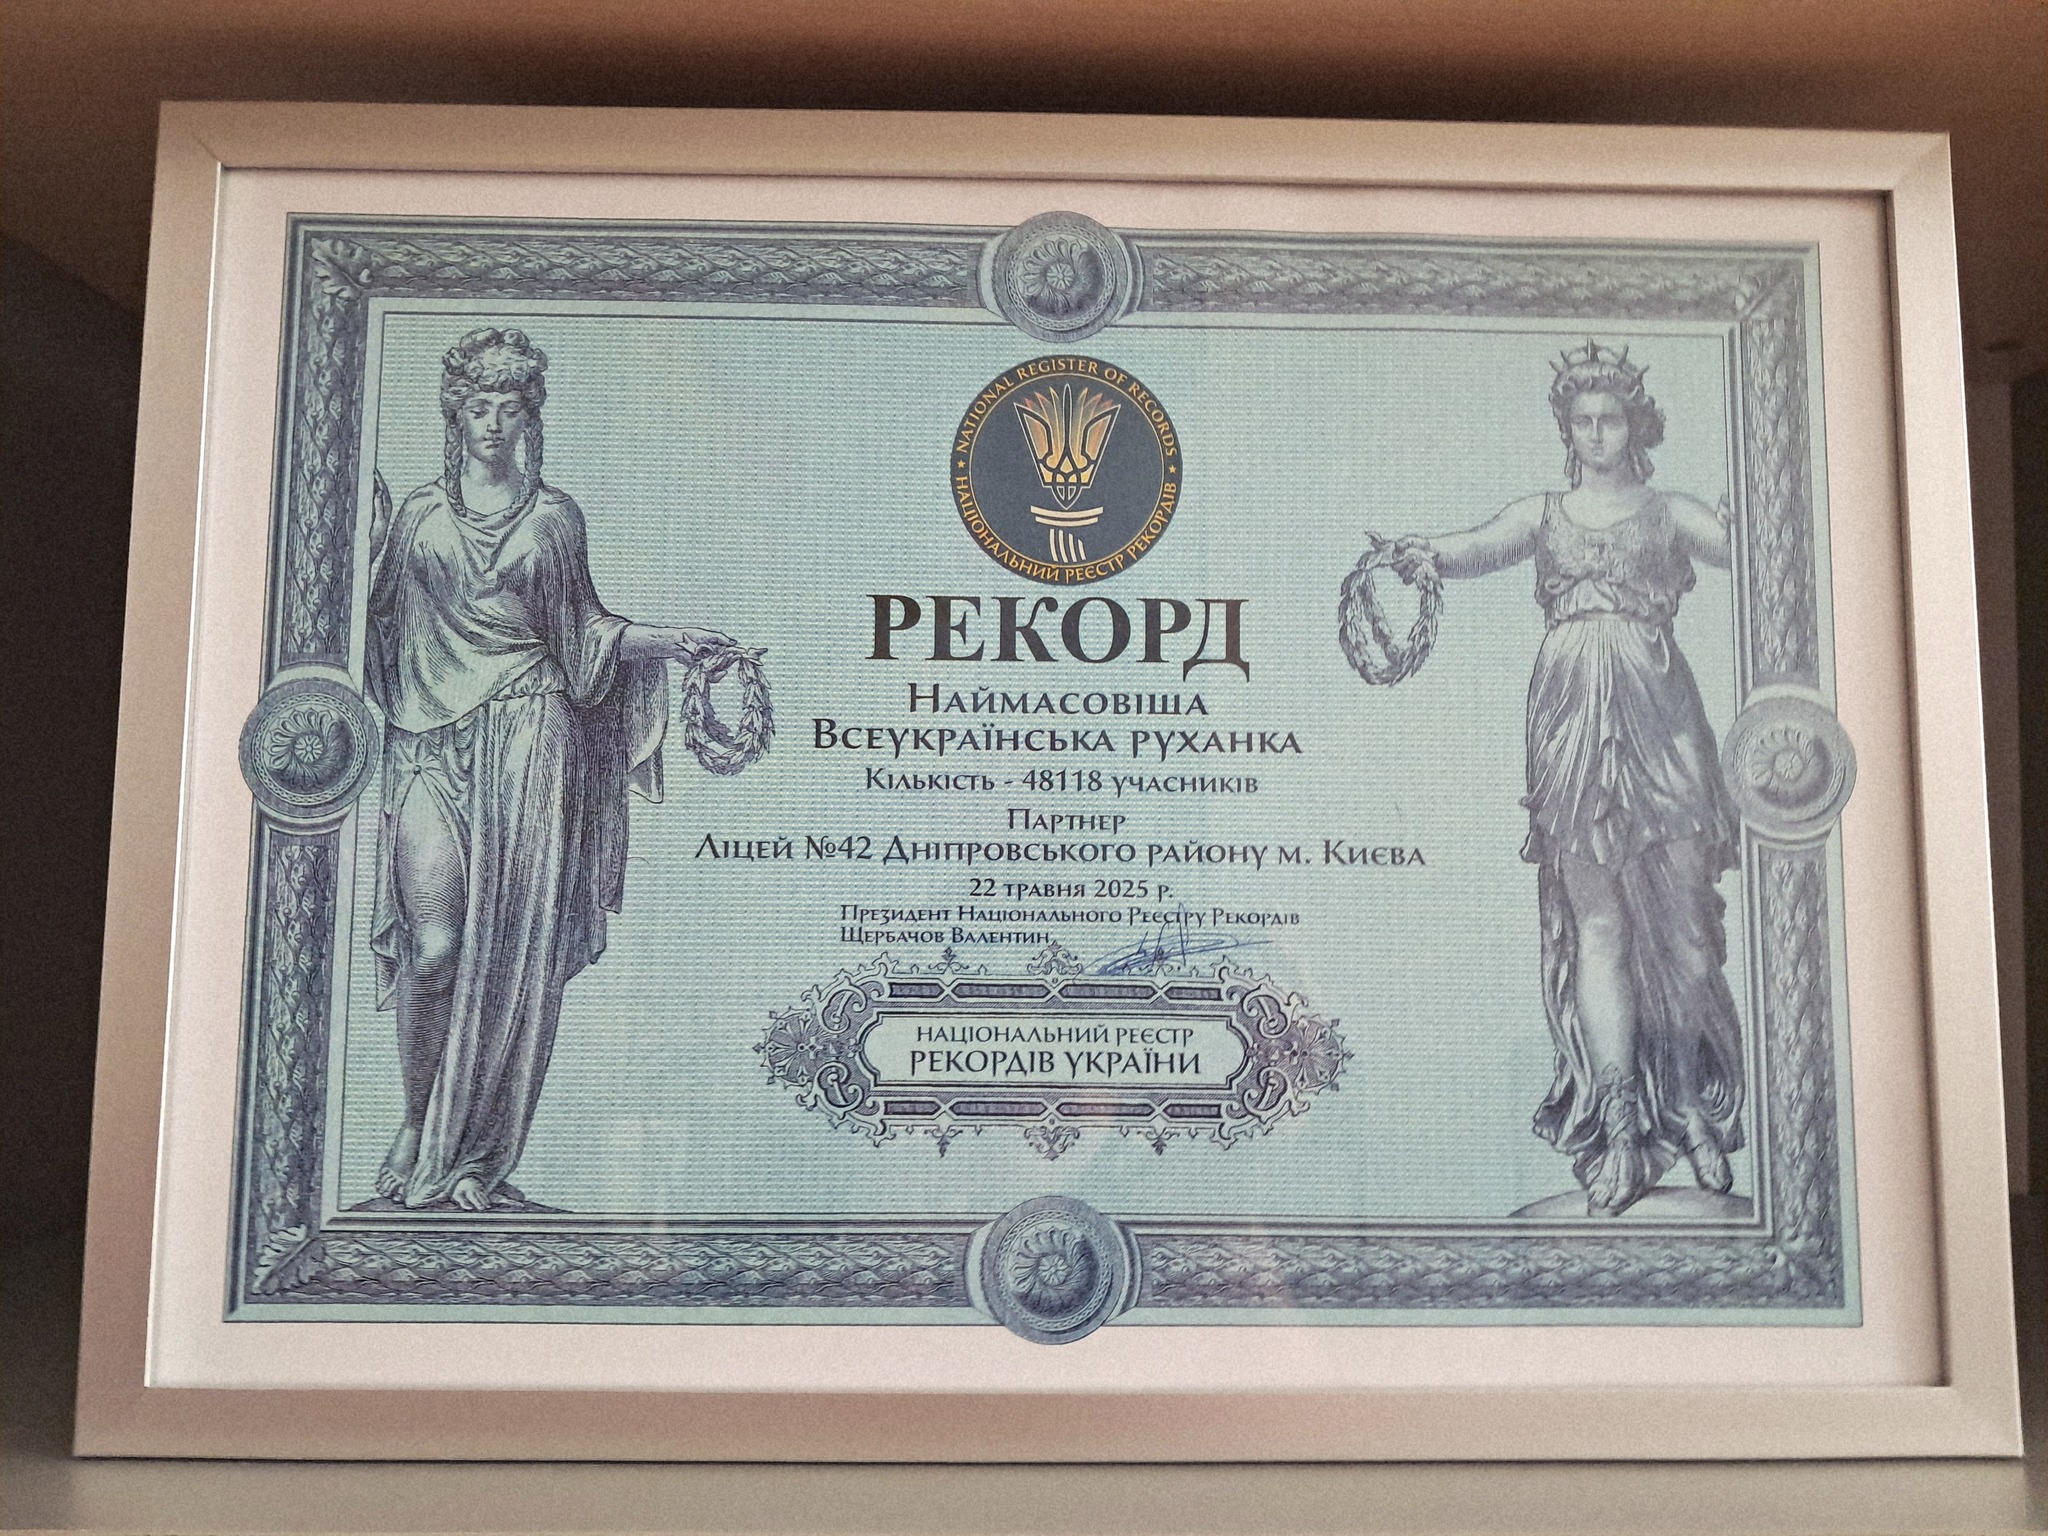 NATIONAL REGISTER OF RECORDS
НАЦІОНАЛЬНИЙ РЕЄСТР РЕКОРДІВ
РЕКОРД
Наймасовіша
Всеукраїнська руханка
Кількість - 48118 учасників
Партнер
Ліцей №42 Дніпровського району м. Києва
22 травня 2025 р.
Президент Національного Реєстру Рекордів
Щербачов Валентин
НАЦІОНАЛЬНИЙ РЕЄСТР
РЕКОРДІВ УКРАЇНИ